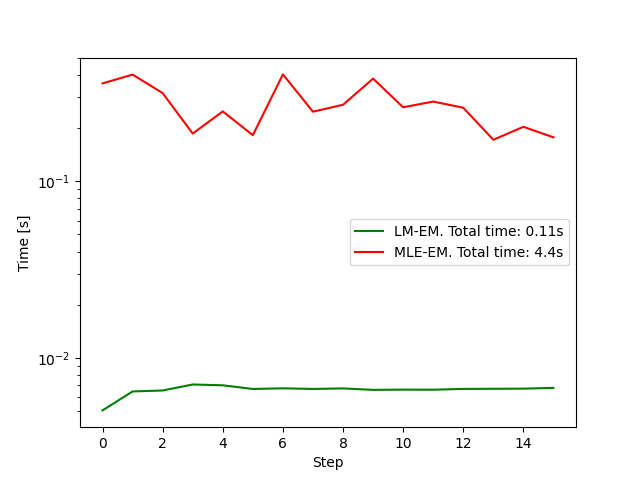 Time [s]
10⁻¹
10⁻²
LM-EM. Total time: 0.11s
MLE-EM. Total time: 4.4s
0 2 4 6 8 10 12 14
Step